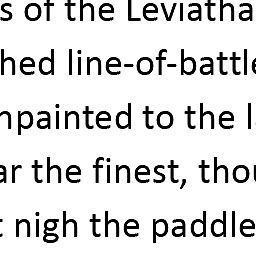 s of the Leviatha
hed line-of-battle
npainted to the l
ar the finest, thou
t nigh the paddle